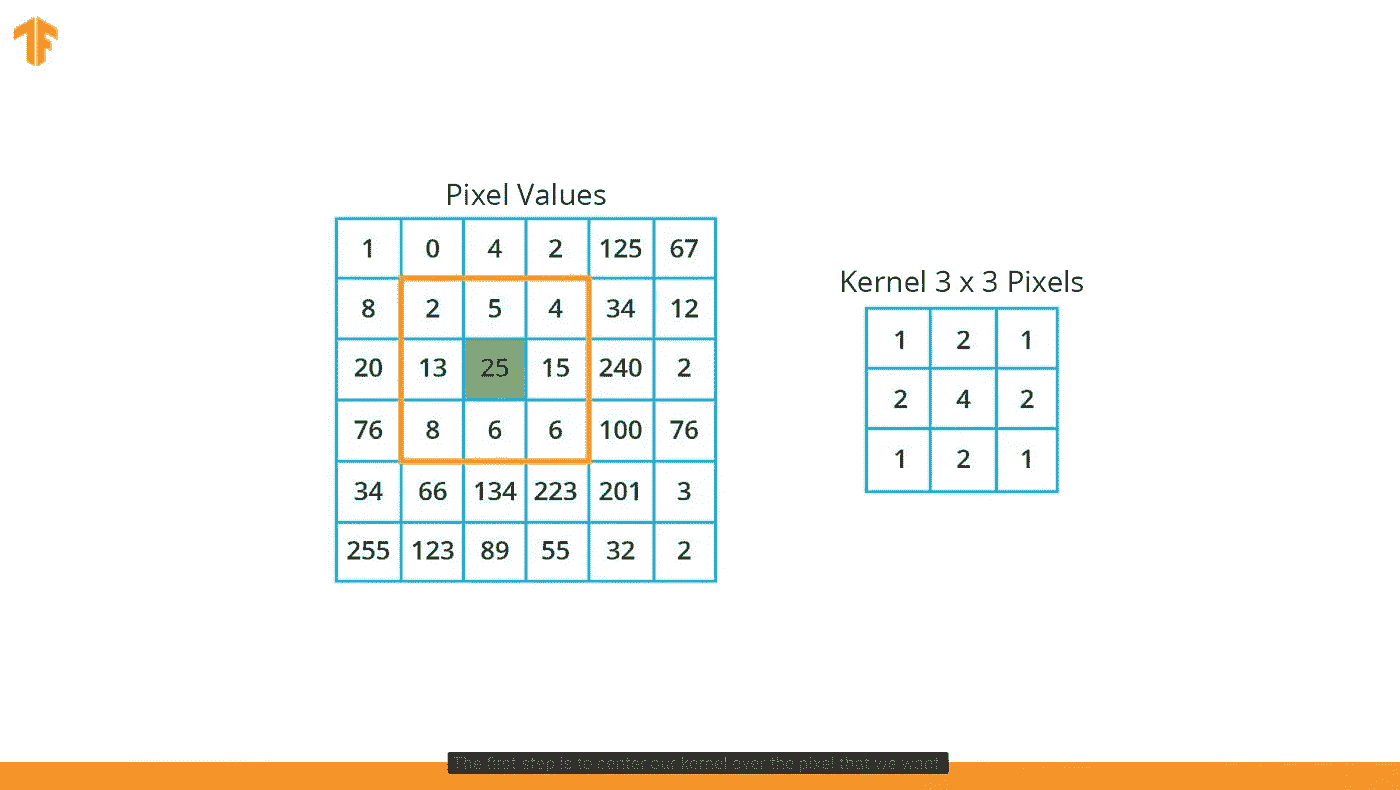 Pixel Values
1 0 4 2 125 67
8 2 5 4 34 12
20 13 25 15 240 2
76 8 6 6 100 76
34 66 134 223 201 3
255 123 89 55 32 2
Kernel 3 x 3 Pixels
1 2 1
2 4 2
1 2 1
The first step is to center our kernel over the pixel that we want